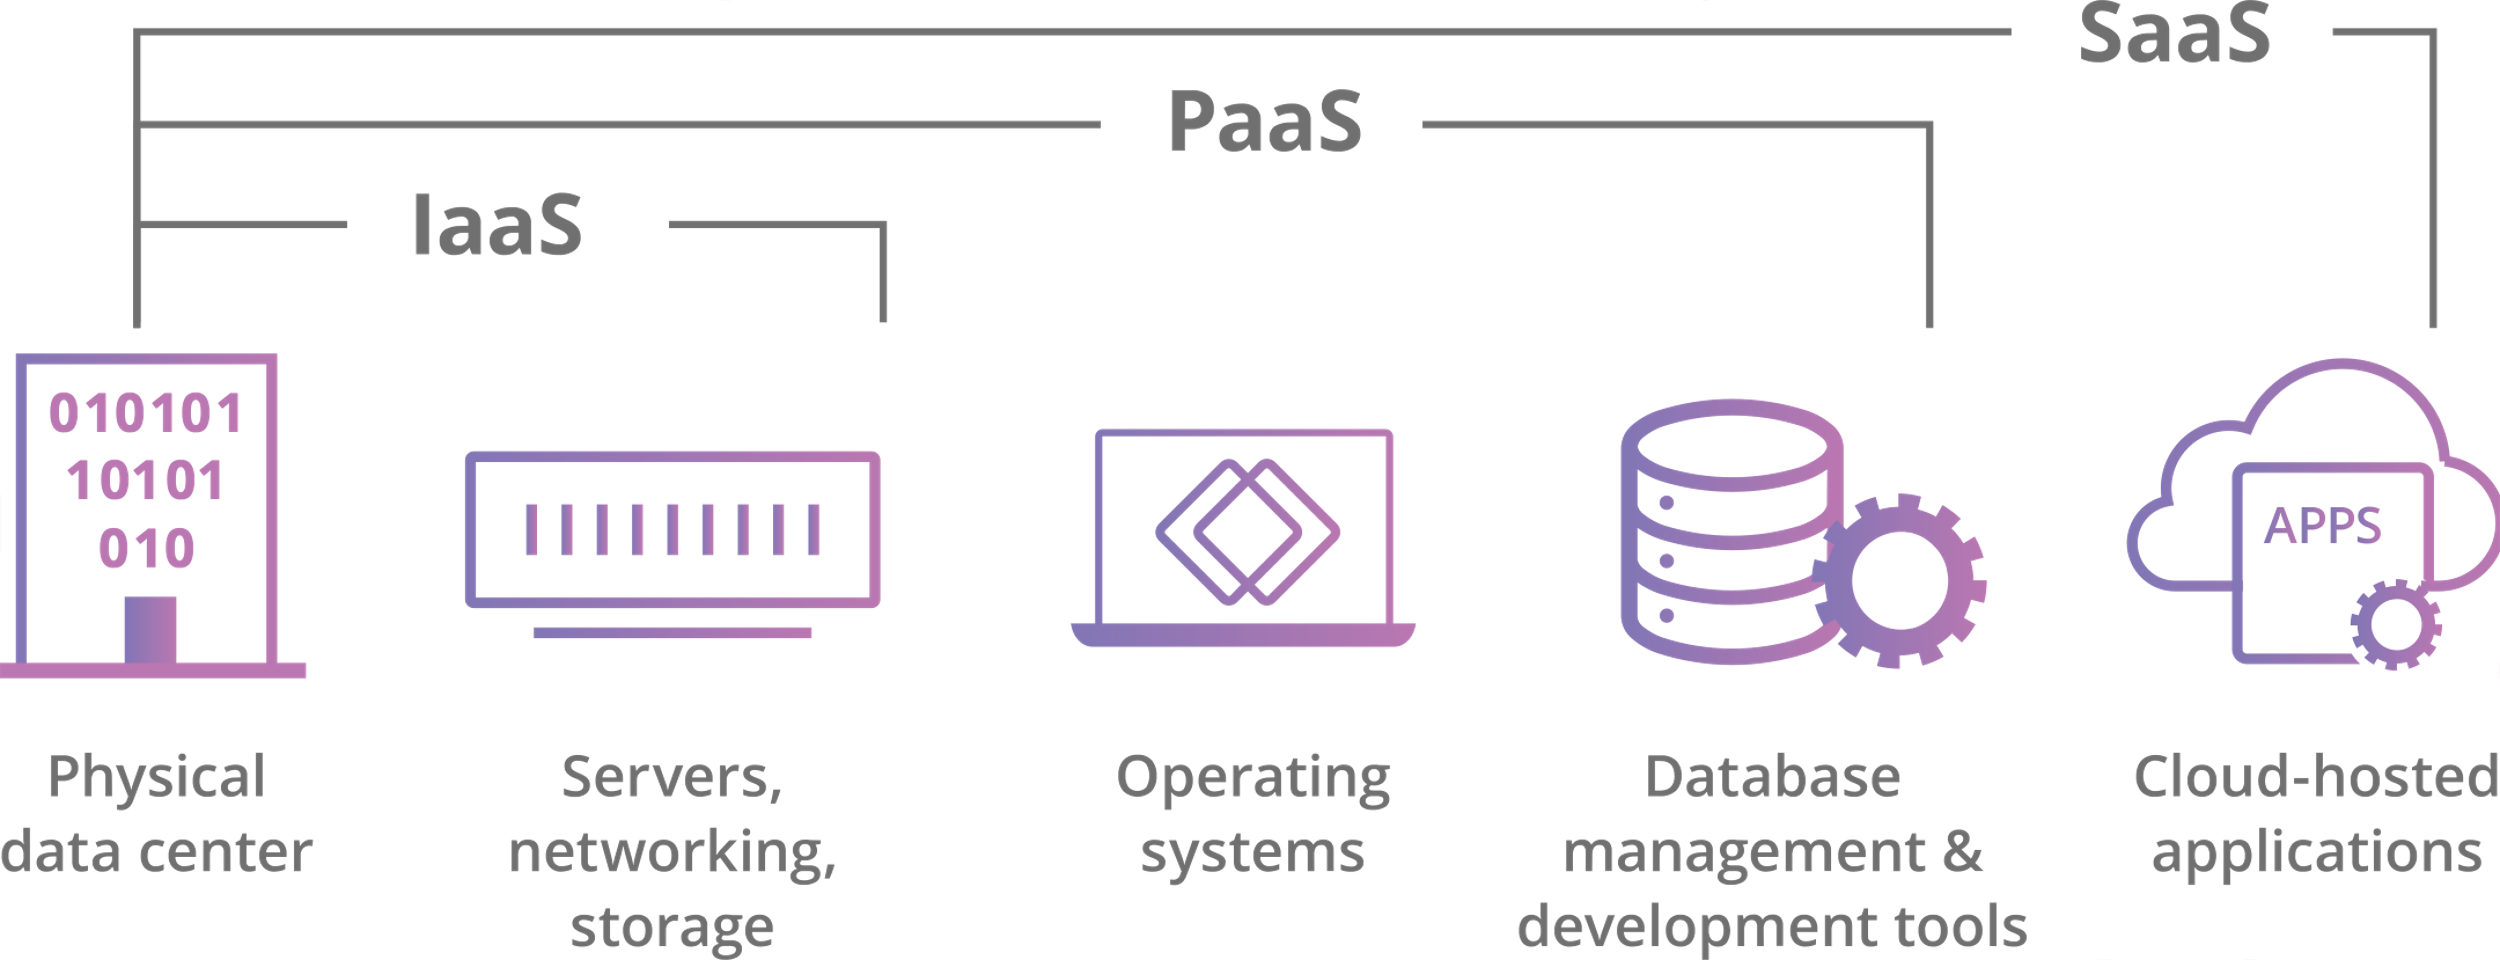 SaaS
PaaS
IaaS
010101
10101
010
APPS
Physical
data center
Servers,
networking,
storage
Operating
systems
Database
management &
development tools
Cloud-hosted
applications